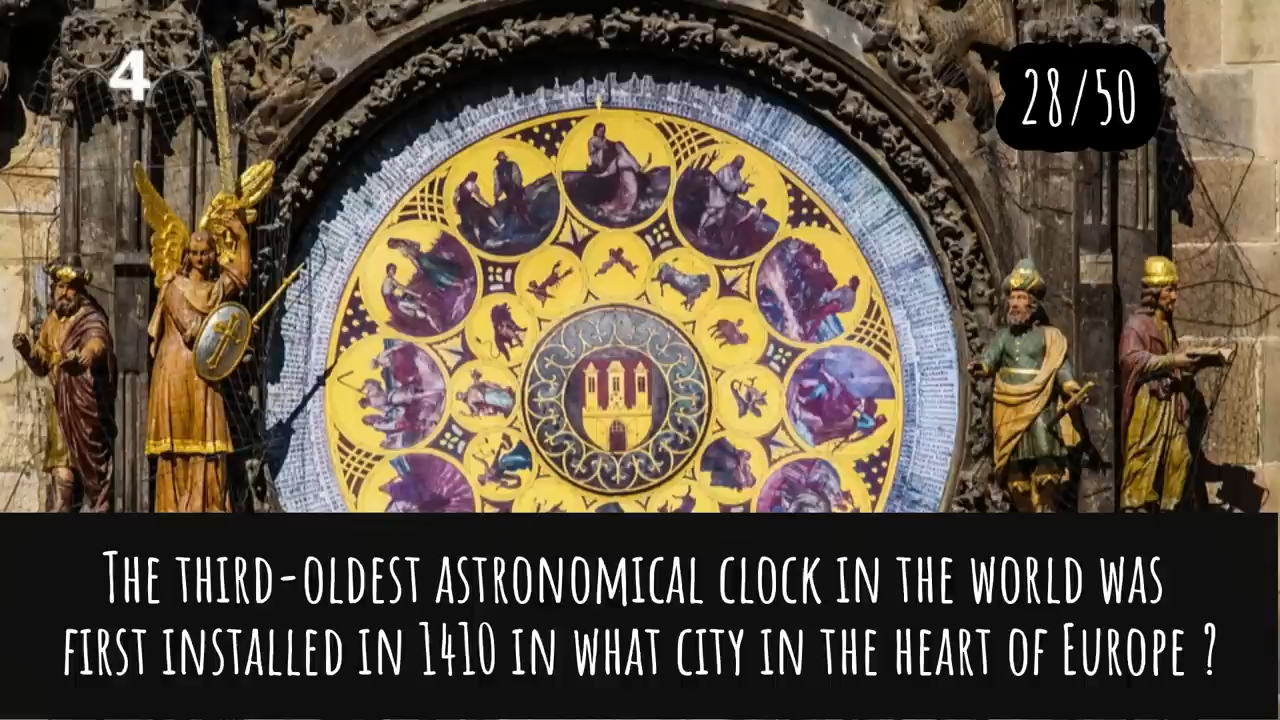 4
28/50
The third-oldest astronomical clock in the world was
first installed in 1410 in what city in the heart of Europe ?